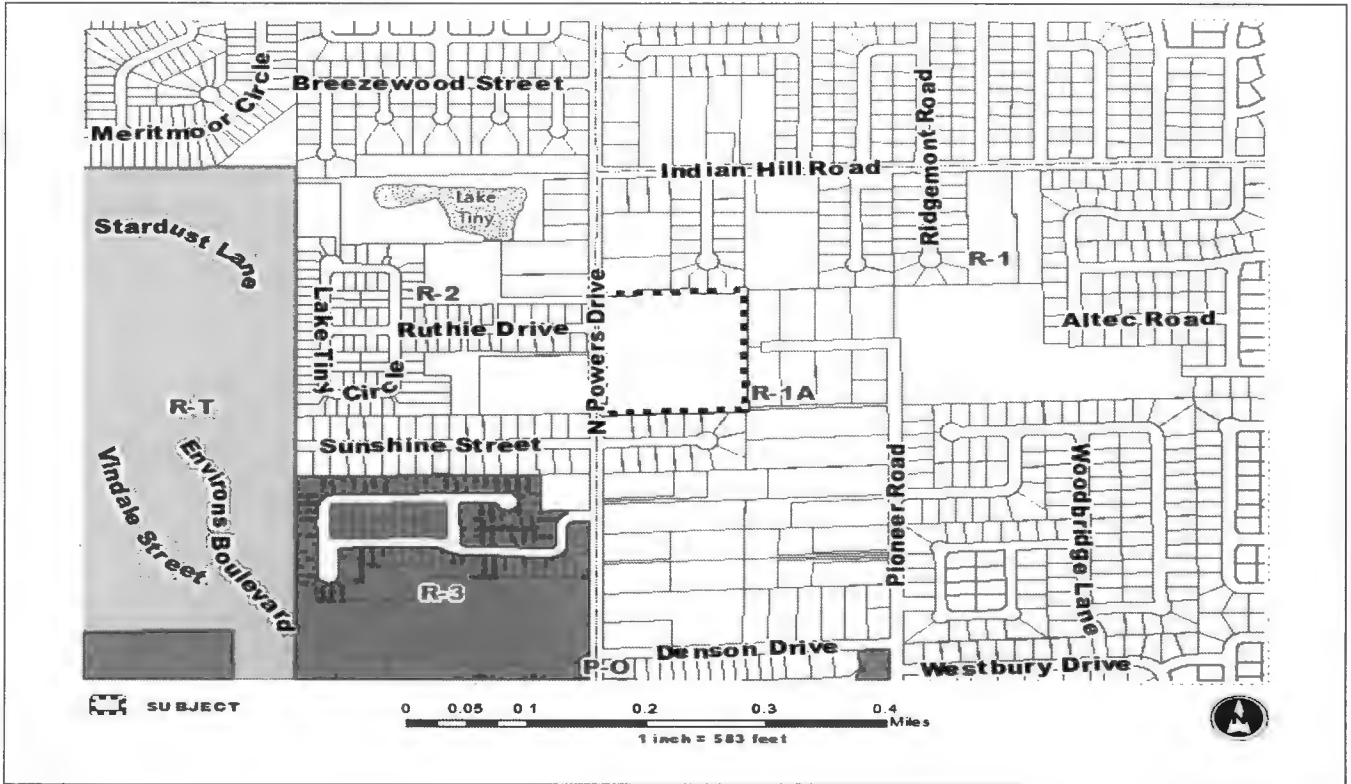 Meritmoor Circle
Breezewood Street
Ridgemont Road
Indian Hill Road
Lake
Tiny
Stardust Lane
R-1
R-2
Lake Tiny Circle
Ruthie Drive
N Powers Drive
Altec Road
R-T
R-1A
Sunshine Street
Environs Boulevard
Vindale Street
Pioneer Road
Woodbridge Lane
R-3
P-O
Denson Drive
Westbury Drive
SUBJECT
0 0.05 0.1 0.2 0.3 0.4
Miles
1 inch = 583 feet
N